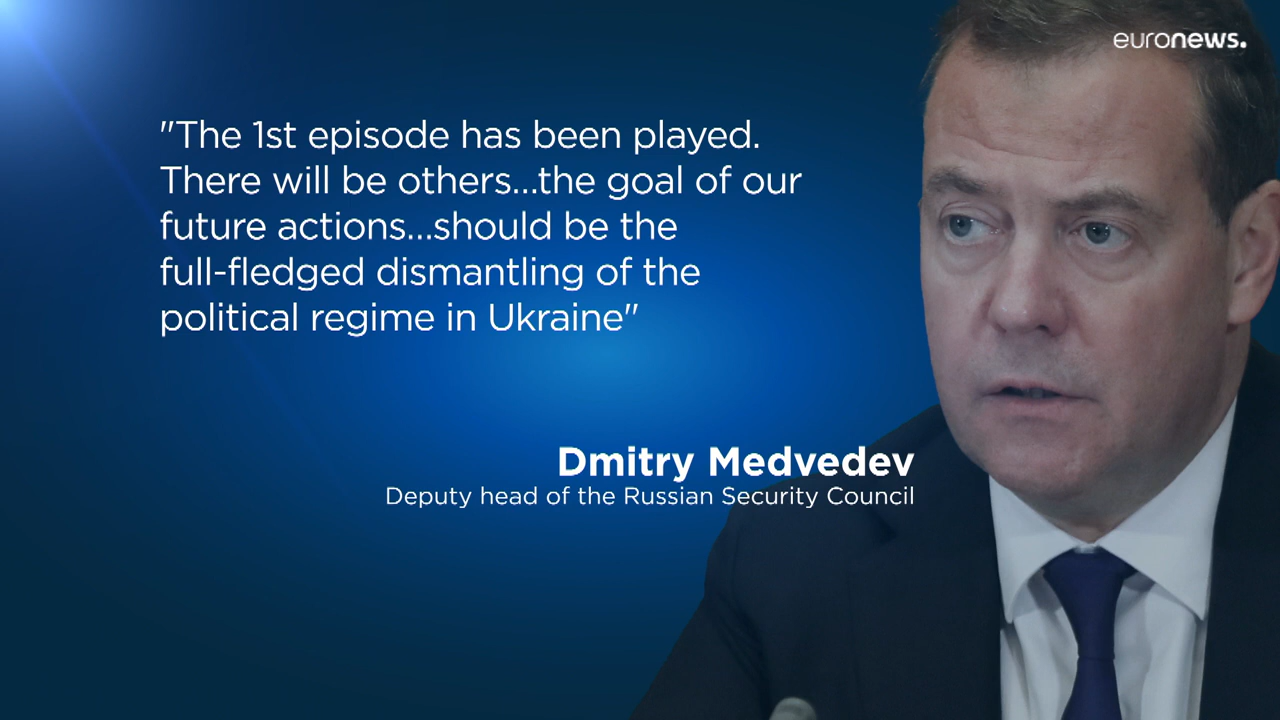 euronews.
"The 1st episode has been played.
There will be others...the goal of our
future actions...should be the
full-fledged dismantling of the
political regime in Ukraine"
Dmitry Medvedev
Deputy head of the Russian Security Council